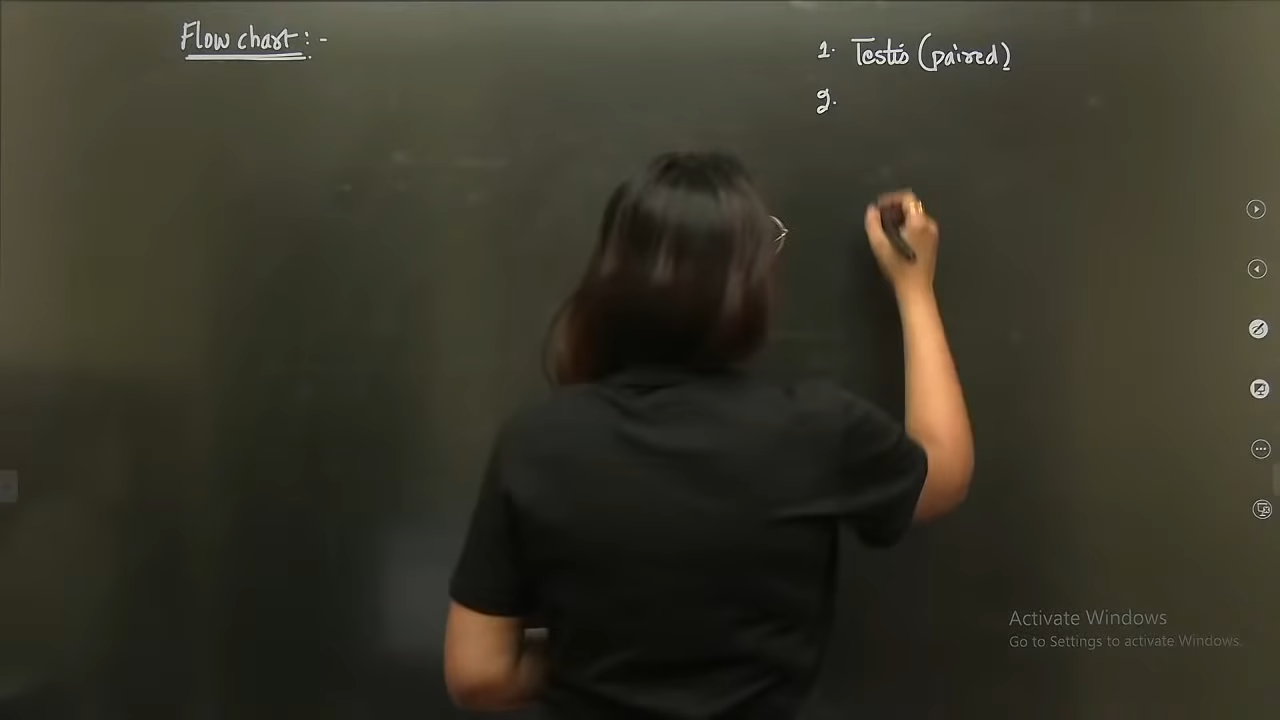 Flow chart : -
1. Testis (paired)
2.
Activate Windows
Go to Settings to activate Windows.